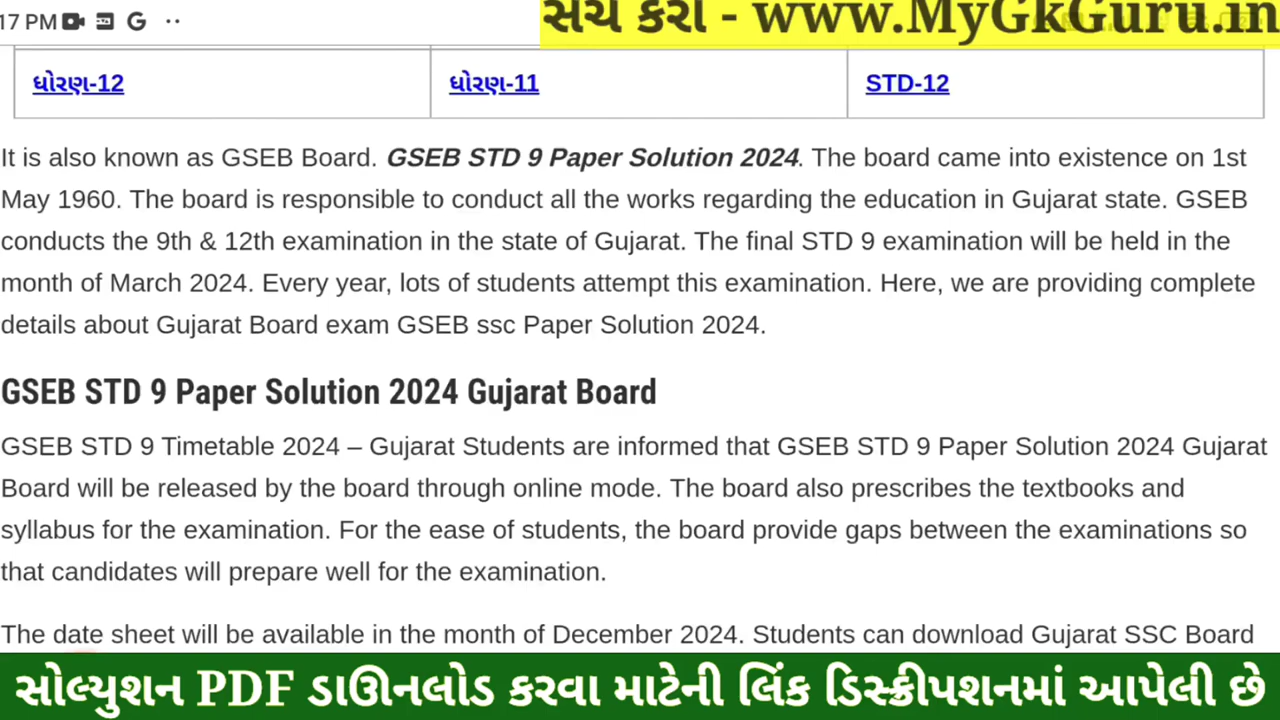 17 PM
સર્ચ કરો - www.MyGkGuru.in
ધોરણ-12 ધોરણ-11 STD-12
It is also known as GSEB Board. GSEB STD 9 Paper Solution 2024. The board came into existence on 1st
May 1960. The board is responsible to conduct all the works regarding the education in Gujarat state. GSEB
conducts the 9th & 12th examination in the state of Gujarat. The final STD 9 examination will be held in the
month of March 2024. Every year, lots of students attempt this examination. Here, we are providing complete
details about Gujarat Board exam GSEB ssc Paper Solution 2024.
GSEB STD 9 Paper Solution 2024 Gujarat Board
GSEB STD 9 Timetable 2024 – Gujarat Students are informed that GSEB STD 9 Paper Solution 2024 Gujarat
Board will be released by the board through online mode. The board also prescribes the textbooks and
syllabus for the examination. For the ease of students, the board provide gaps between the examinations so
that candidates will prepare well for the examination.
The date sheet will be available in the month of December 2024. Students can download Gujarat SSC Board
સોલ્યુશન PDF ડાઊનલોડ કરવા માટેની લિંક ડિસ્ક્રીપશનમાં આપેલી છે